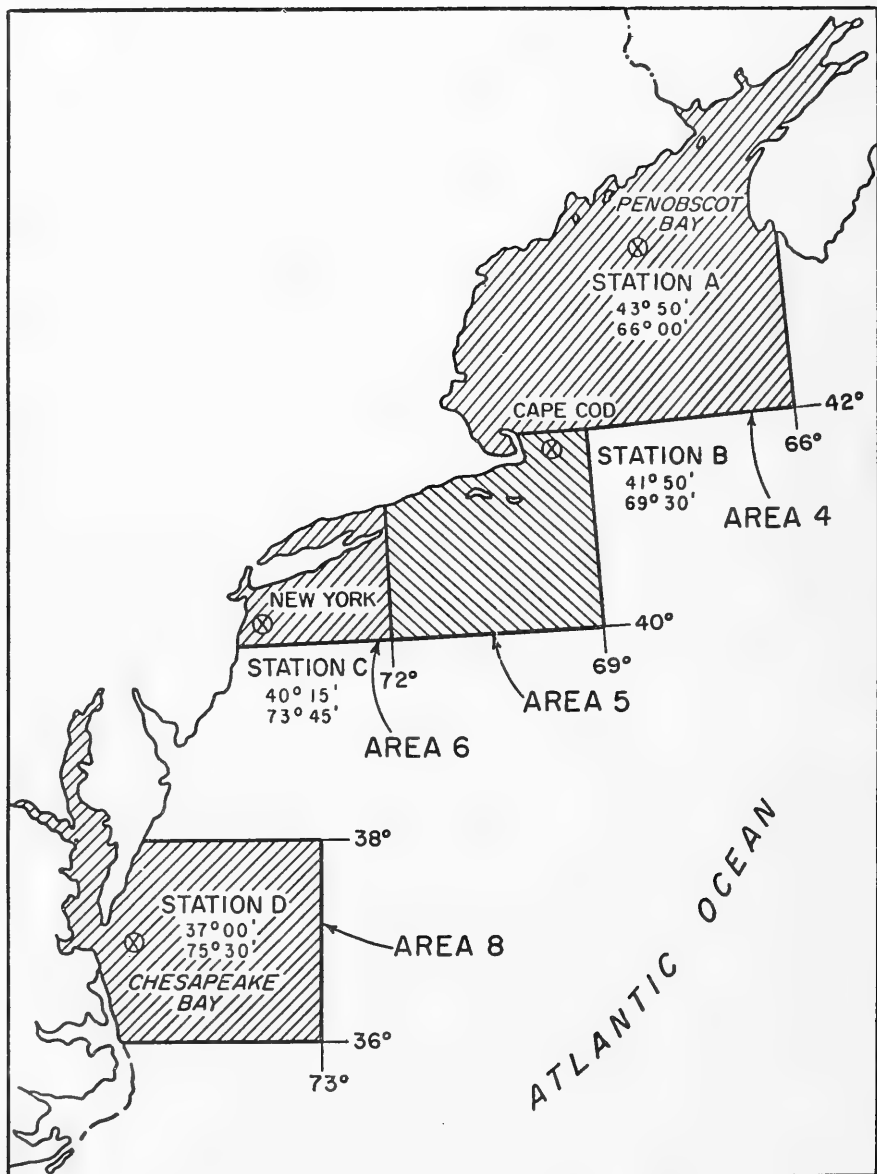 PENOBSCOT
BAY
STATION A
43° 50'
66° 00'
CAPE COD
42°
66°
STATION B
41° 50'
69° 30'
AREA 4
NEW YORK
40°
STATION C
40° 15'
73° 45'
72°
69°
AREA 5
AREA 6
38°
STATION D
37° 00'
75° 30'
AREA 8
CHESAPEAKE
BAY
36°
73°
ATLANTIC OCEAN